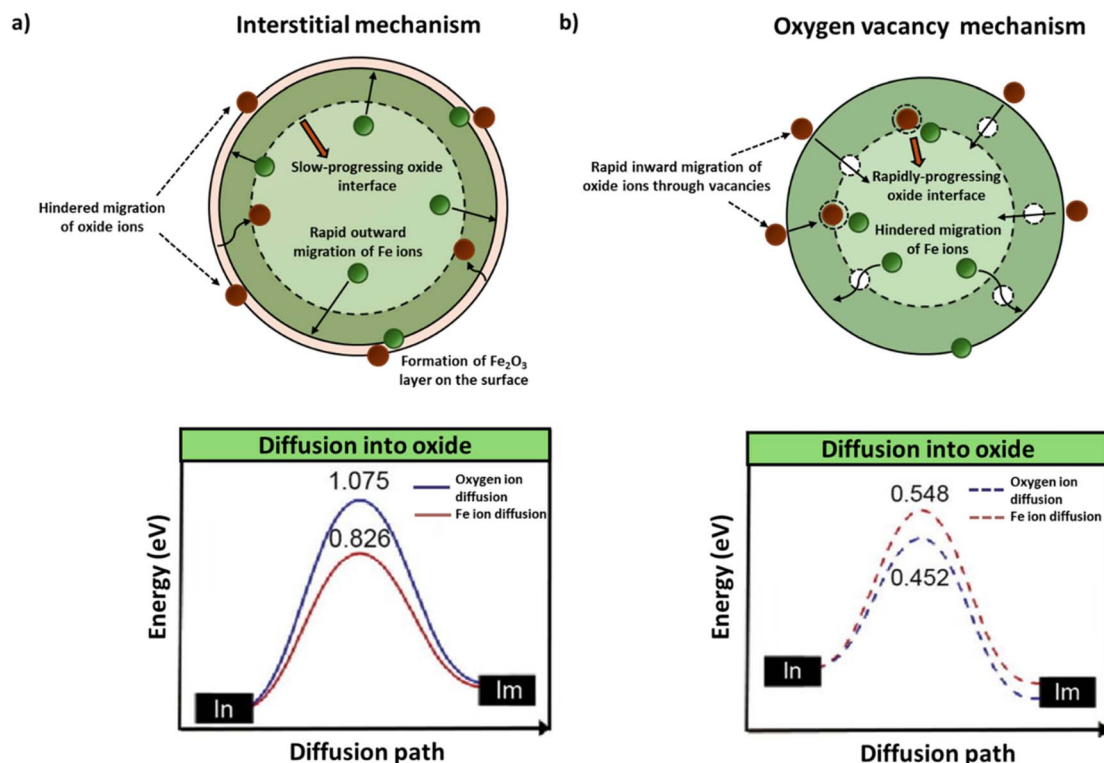 a)
Interstitial mechanism
Slow-progressing oxide
interface
Hindered migration
of oxide ions
Rapid outward
migration of Fe ions
Formation of Fe₂O₃
layer on the surface
b)
Oxygen vacancy mechanism
Rapid inward migration of
oxide ions through vacancies
Rapidly-progressing
oxide interface
Hindered migration
of Fe ions
Diffusion into oxide
1.075
0.826
Oxygen ion
diffusion
Fe ion diffusion
Energy (eV)
In
Im
Diffusion path
Diffusion into oxide
0.548
0.452
Oxygen ion
diffusion
Fe ion diffusion
Energy (eV)
In
Im
Diffusion path